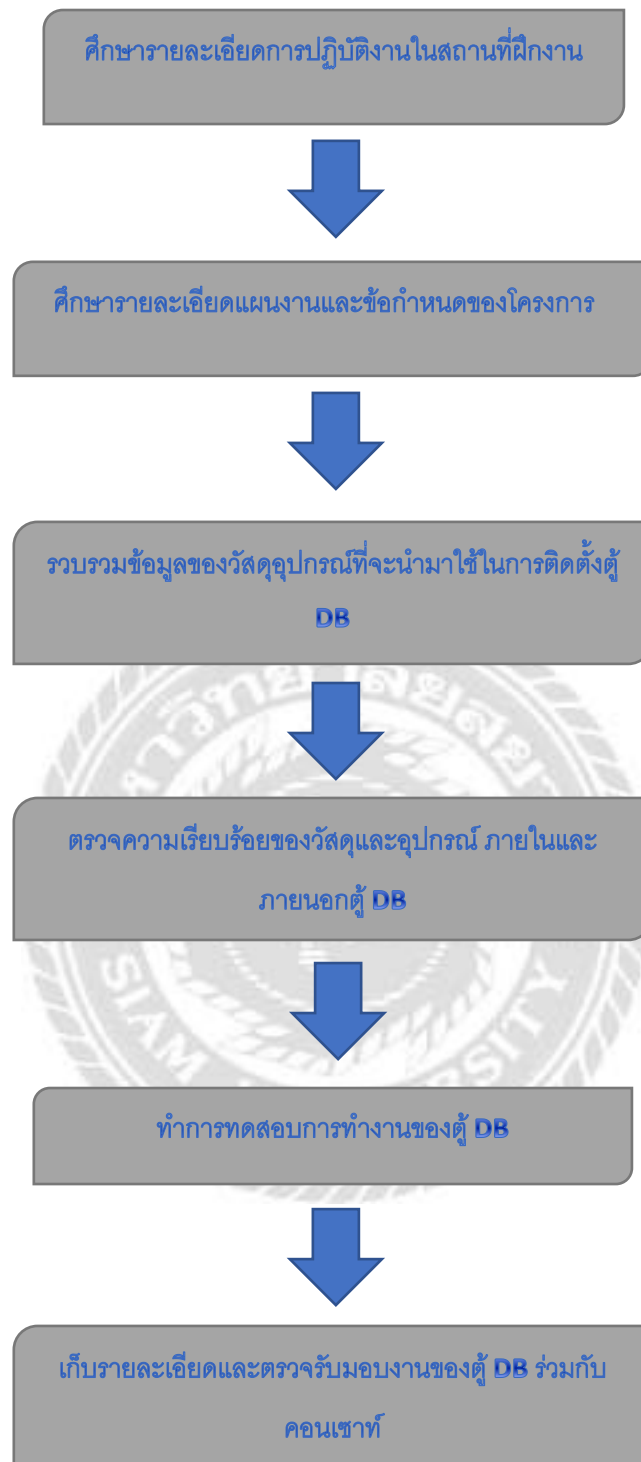 ศึกษารายละเอียดการปฏิบัติงานในสถานที่ฝึกงาน
ศึกษารายละเอียดแผนงานและข้อกำหนดของโครงการ
รวบรวมข้อมูลของวัสดุอุปกรณ์ที่จะนำมาใช้ในการติดตั้งตู้
DB
ตรวจความเรียบร้อยของวัสดุและอุปกรณ์ ภายในและ
ภายนอกตู้ DB
SIAM UNIVERSITY
ทำการทดสอบการทำงานของตู้ DB
เก็บรายละเอียดและตรวจรับมอบงานของตู้ DB ร่วมกับ
คอนเซาท์